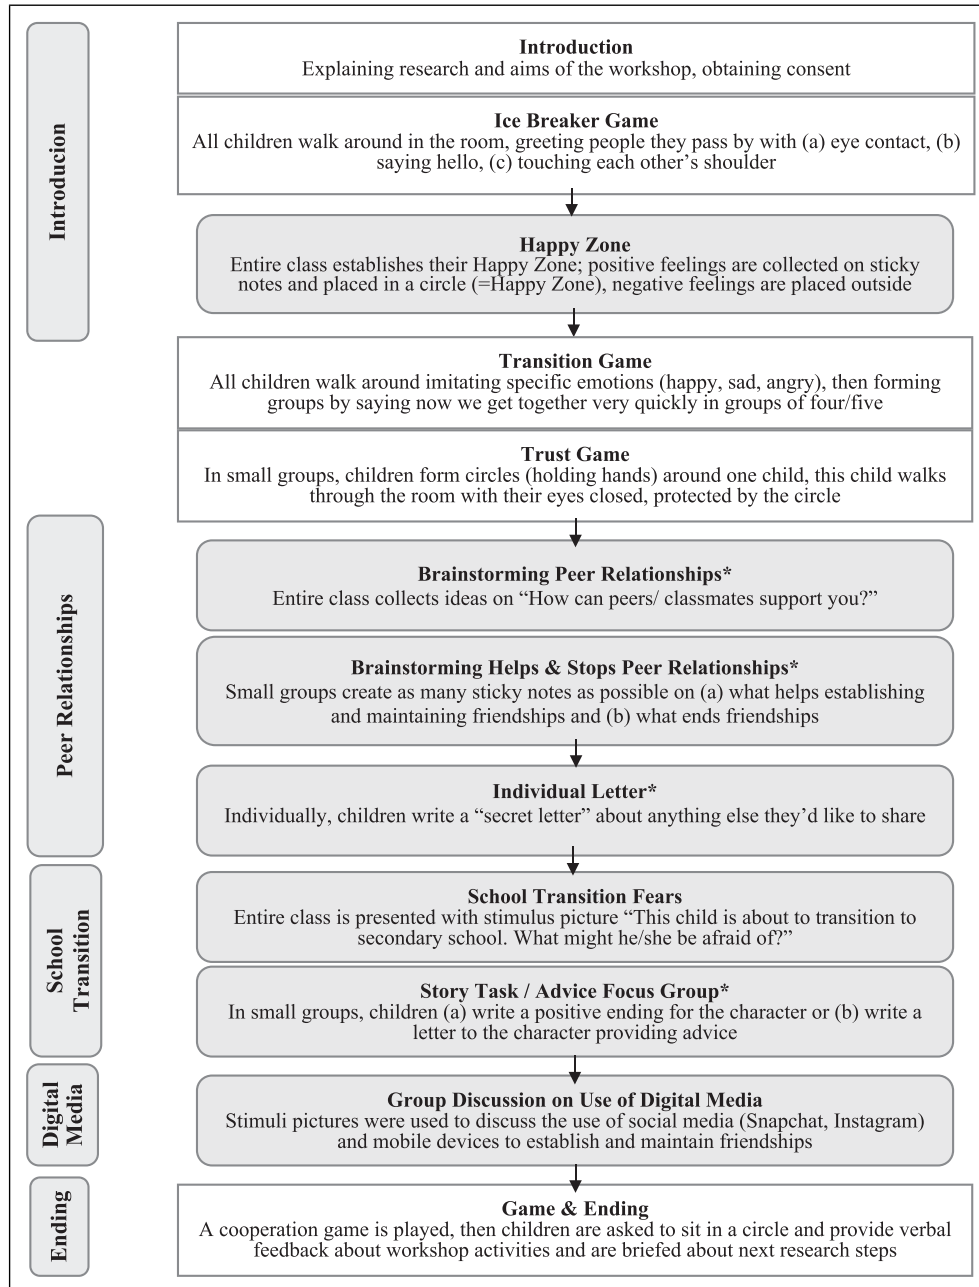 Introducion
Introduction
Explaining research and aims of the workshop, obtaining consent
Ice Breaker Game
All children walk around in the room, greeting people they pass by with (a) eye contact, (b)
saying hello, (c) touching each other's shoulder
Happy Zone
Entire class establishes their Happy Zone; positive feelings are collected on sticky
notes and placed in a circle (=Happy Zone), negative feelings are placed outside
Transition Game
All children walk around imitating specific emotions (happy, sad, angry), then forming
groups by saying now we get together very quickly in groups of four/five
Trust Game
In small groups, children form circles (holding hands) around one child, this child walks
through the room with their eyes closed, protected by the circle
Peer Relationships
Brainstorming Peer Relationships*
Entire class collects ideas on “How can peers/ classmates support you?”
Brainstorming Helps & Stops Peer Relationships*
Small groups create as many sticky notes as possible on (a) what helps establishing
and maintaining friendships and (b) what ends friendships
Individual Letter*
Individually, children write a “secret letter” about anything else they'd like to share
School
Transition
School Transition Fears
Entire class is presented with stimulus picture “This child is about to transition to
secondary school. What might he/she be afraid of?”
Story Task / Advice Focus Group*
In small groups, children (a) write a positive ending for the character or (b) write a
letter to the character providing advice
Digital
Media
Group Discussion on Use of Digital Media
Stimuli pictures were used to discuss the use of social media (Snapchat, Instagram)
and mobile devices to establish and maintain friendships
Ending
Game & Ending
A cooperation game is played, then children are asked to sit in a circle and provide verbal
feedback about workshop activities and are briefed about next research steps